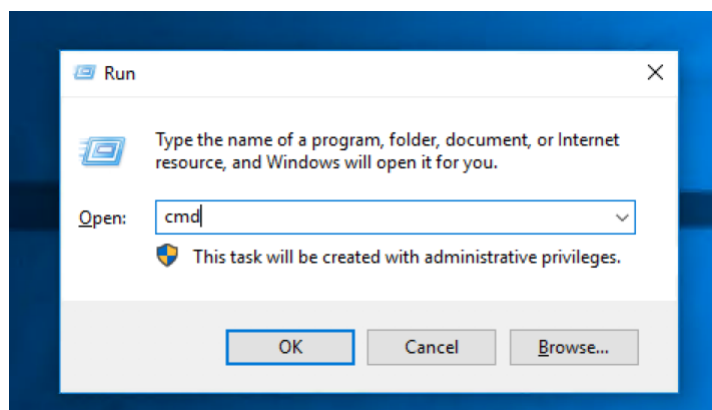 Run
Type the name of a program, folder, document, or Internet
resource, and Windows will open it for you.
Open: cmd
This task will be created with administrative privileges.
OK Cancel Browse...